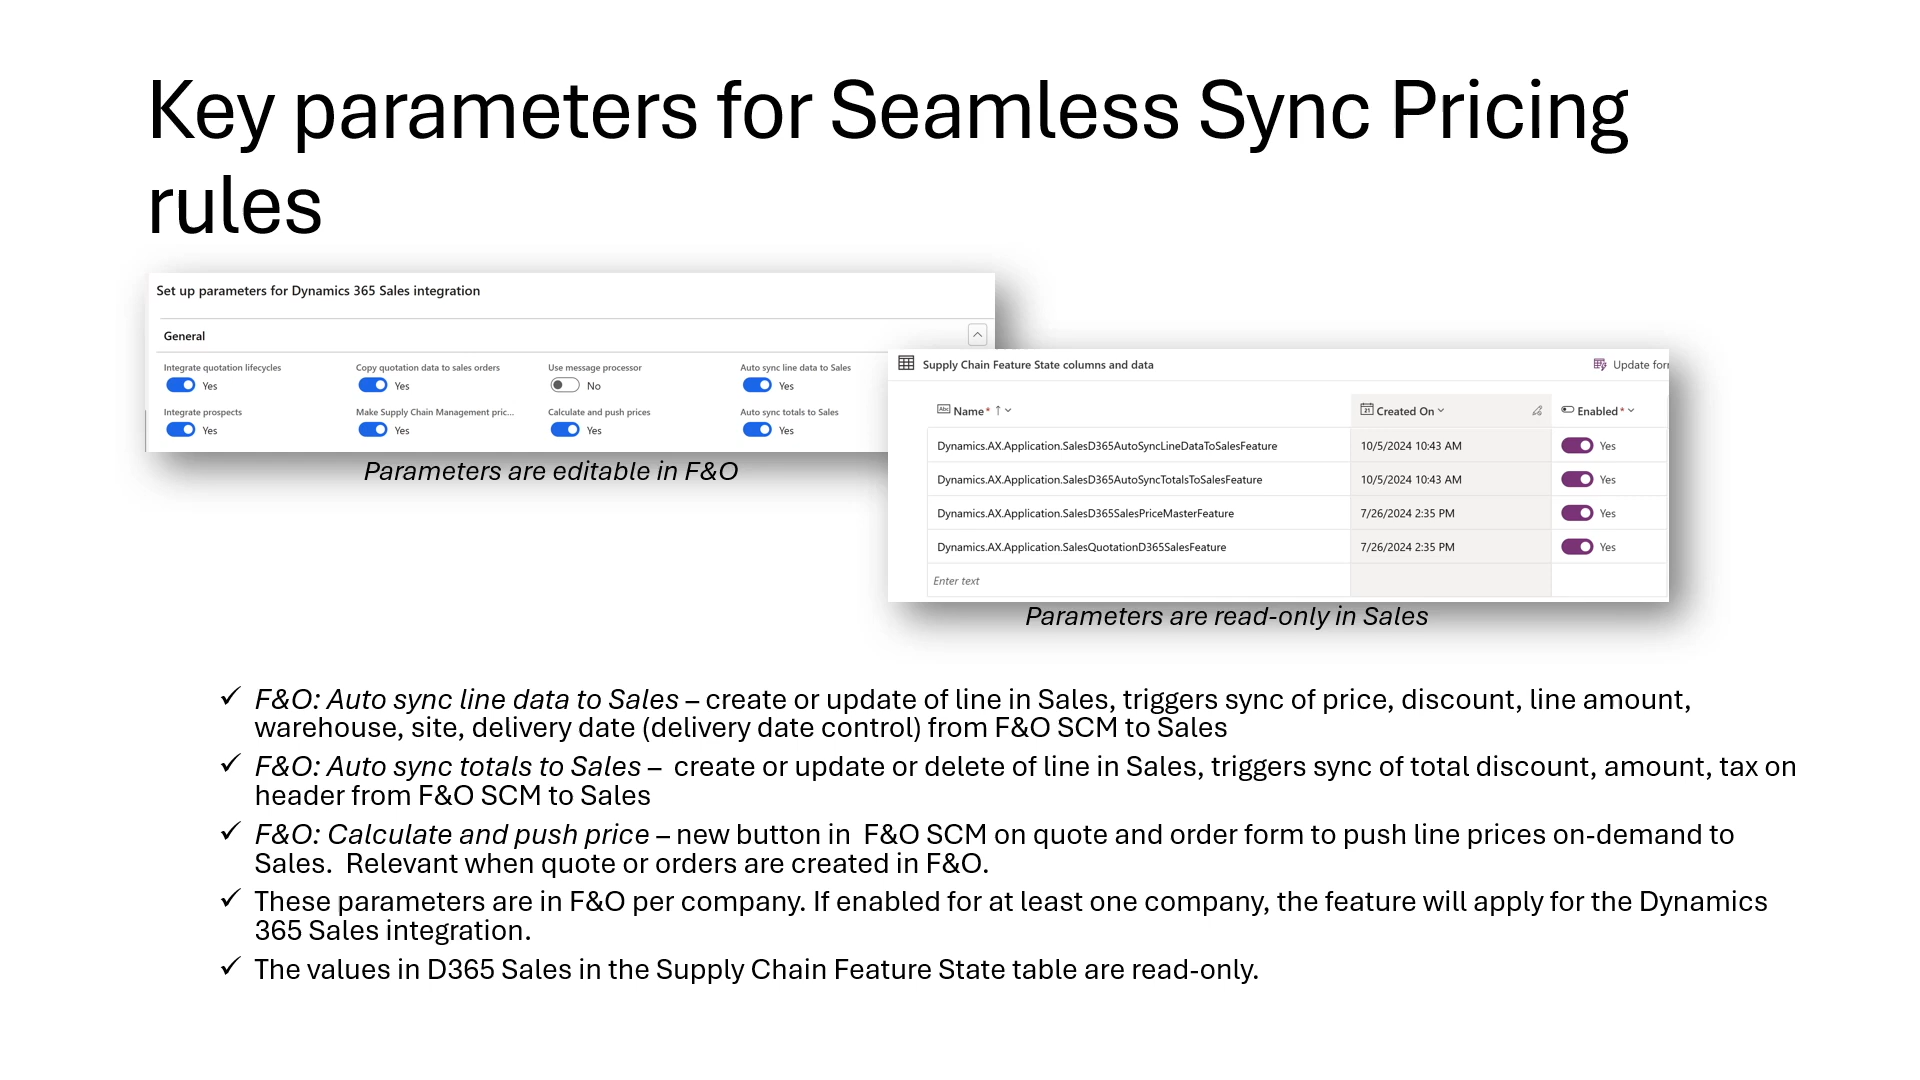 Key parameters for Seamless Sync Pricing
rules
Set up parameters for Dynamics 365 Sales integration
General
Integrate quotation lifecycles
Yes
Copy quotation data to sales orders
Yes
Use message processor
No
Auto sync line data to Sales
Yes
Integrate prospects
Yes
Make Supply Chain Management pric...
Yes
Calculate and push prices
Yes
Auto sync totals to Sales
Yes
Parameters are editable in F&O
Supply Chain Feature State columns and data
Update for
Abc Name * ↑
21 Created On
Enabled *
Dynamics.AX.Application.SalesD365AutoSyncLineDataToSalesFeature 10/5/2024 10:43 AM Yes
Dynamics.AX.Application.SalesD365AutoSyncTotalsToSalesFeature 10/5/2024 10:43 AM Yes
Dynamics.AX.Application.SalesD365SalesPriceMasterFeature 7/26/2024 2:35 PM Yes
Dynamics.AX.Application.SalesQuotationD365SalesFeature 7/26/2024 2:35 PM Yes
Enter text
Parameters are read-only in Sales
✓ F&O: Auto sync line data to Sales – create or update of line in Sales, triggers sync of price, discount, line amount,
warehouse, site, delivery date (delivery date control) from F&O SCM to Sales
✓ F&O: Auto sync totals to Sales –  create or update or delete of line in Sales, triggers sync of total discount, amount, tax on
header from F&O SCM to Sales
✓ F&O: Calculate and push price – new button in  F&O SCM on quote and order form to push line prices on-demand to
Sales.  Relevant when quote or orders are created in F&O.
✓ These parameters are in F&O per company. If enabled for at least one company, the feature will apply for the Dynamics
365 Sales integration.
✓ The values in D365 Sales in the Supply Chain Feature State table are read-only.